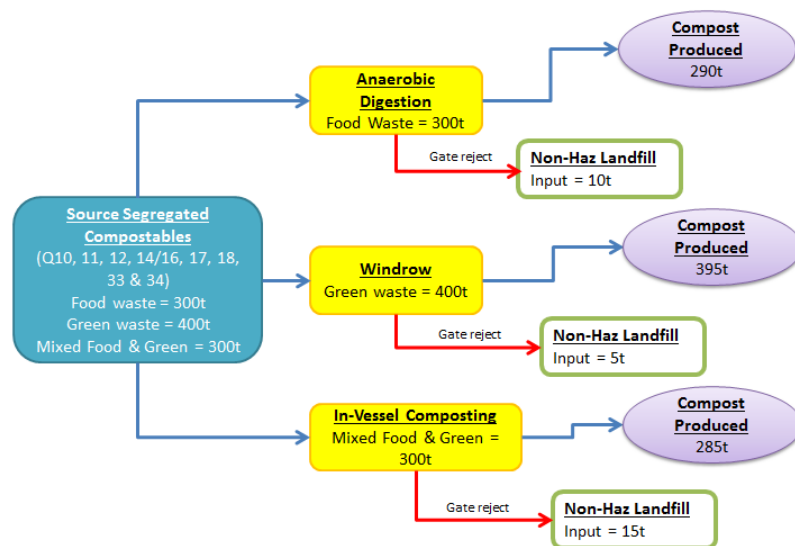 Compost
Produced
290t
Anaerobic
Digestion
Food Waste = 300t
Gate reject
Non-Haz Landfill
Input = 10t
Source Segregated
Compostables
(Q10, 11, 12, 14/16, 17, 18,
33 & 34)
Food waste = 300t
Green waste = 400t
Mixed Food & Green = 300t
Compost
Produced
395t
Windrow
Green waste = 400t
Gate reject
Non-Haz Landfill
Input = 5t
Compost
Produced
285t
In-Vessel Composting
Mixed Food & Green =
300t
Gate reject
Non-Haz Landfill
Input = 15t